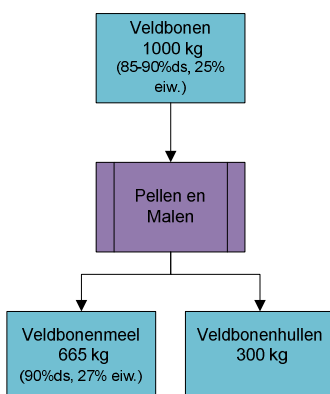 Veldbonen
1000 kg
(85-90%ds, 25%
eiw.)
Pellen en
Malen
Veldbonenmeel
665 kg
(90%ds, 27% eiw.)
Veldbonenhullen
300 kg